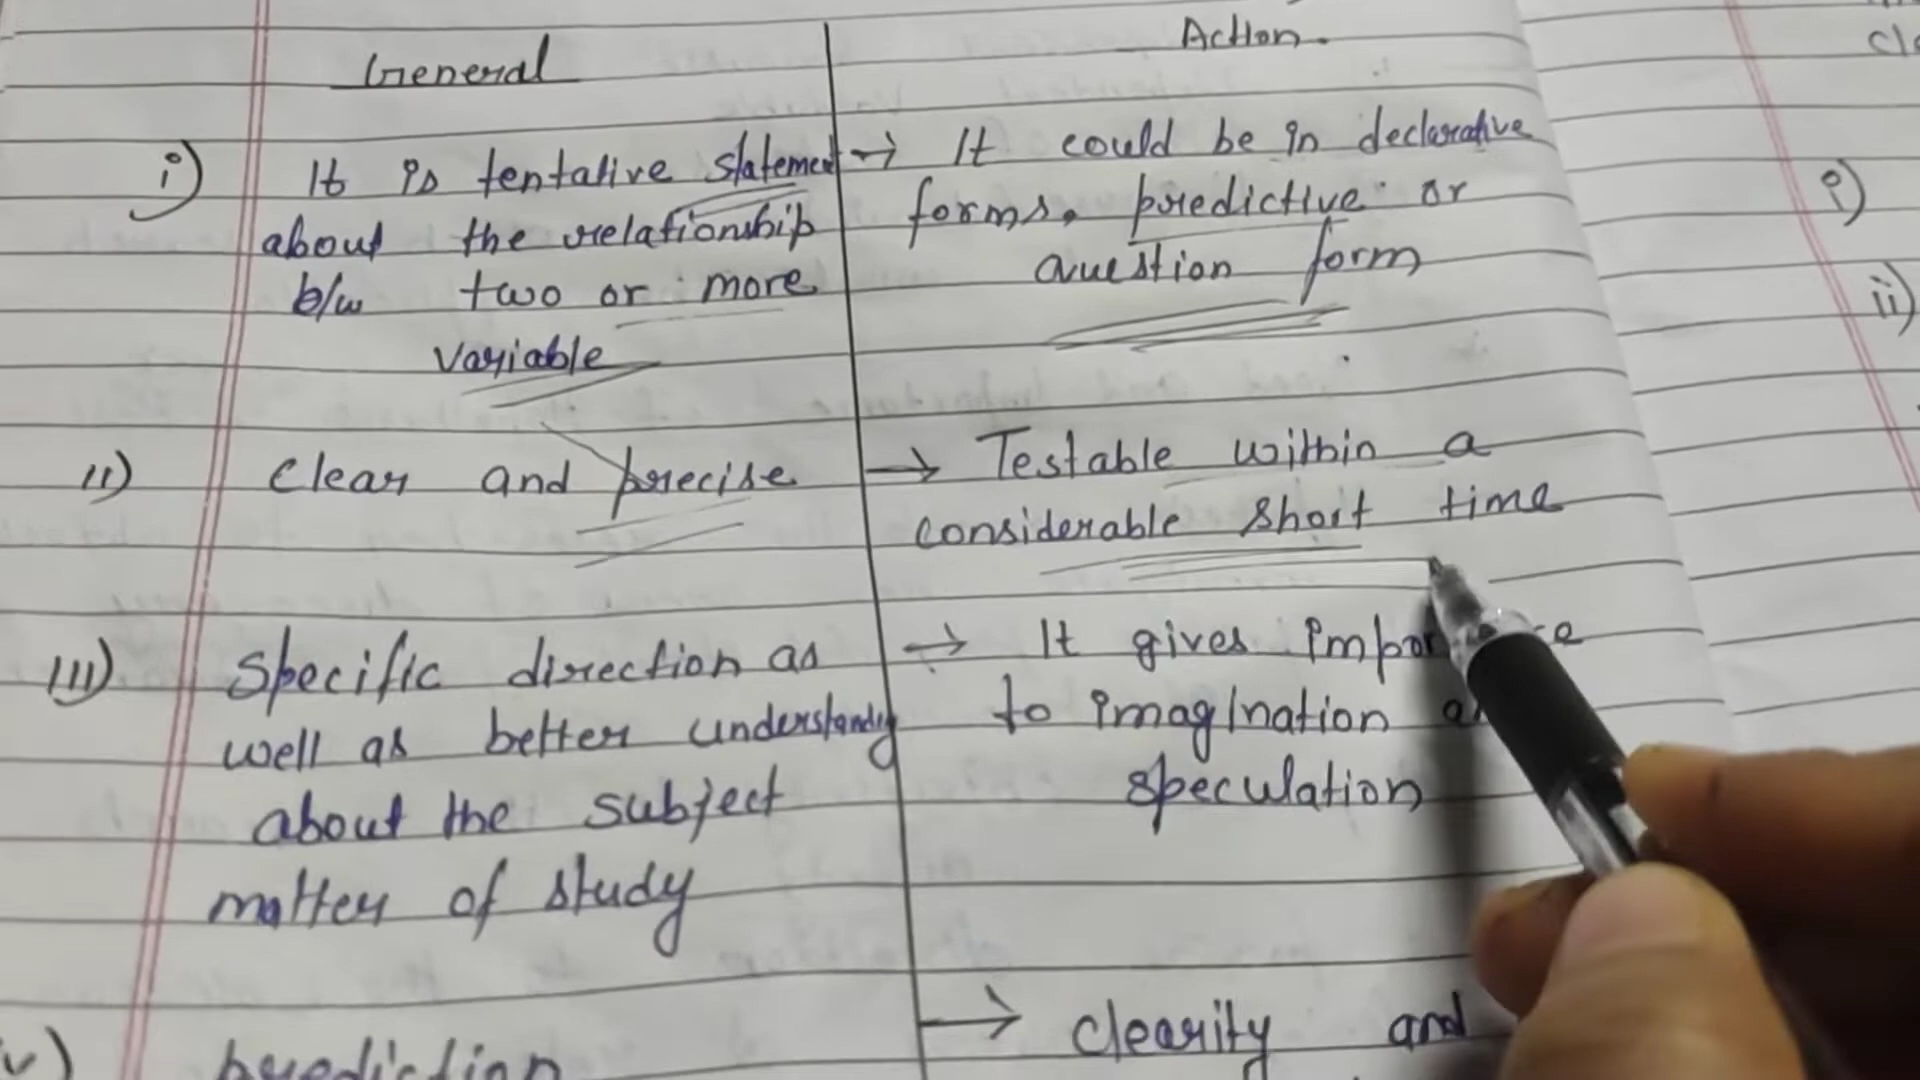 General
i) It is tentative statement
about the relationship
b/w two or more
variable
ii) Clear and precise
iii) Specific direction as
well as better understanding
about the subject
matter of study
prediction
Action.
→ It could be in declarative
forms, predictive or
Question form
→ Testable within a
considerable short time
→ It gives
to imagination
speculation
→ clearity and
i)
ii)